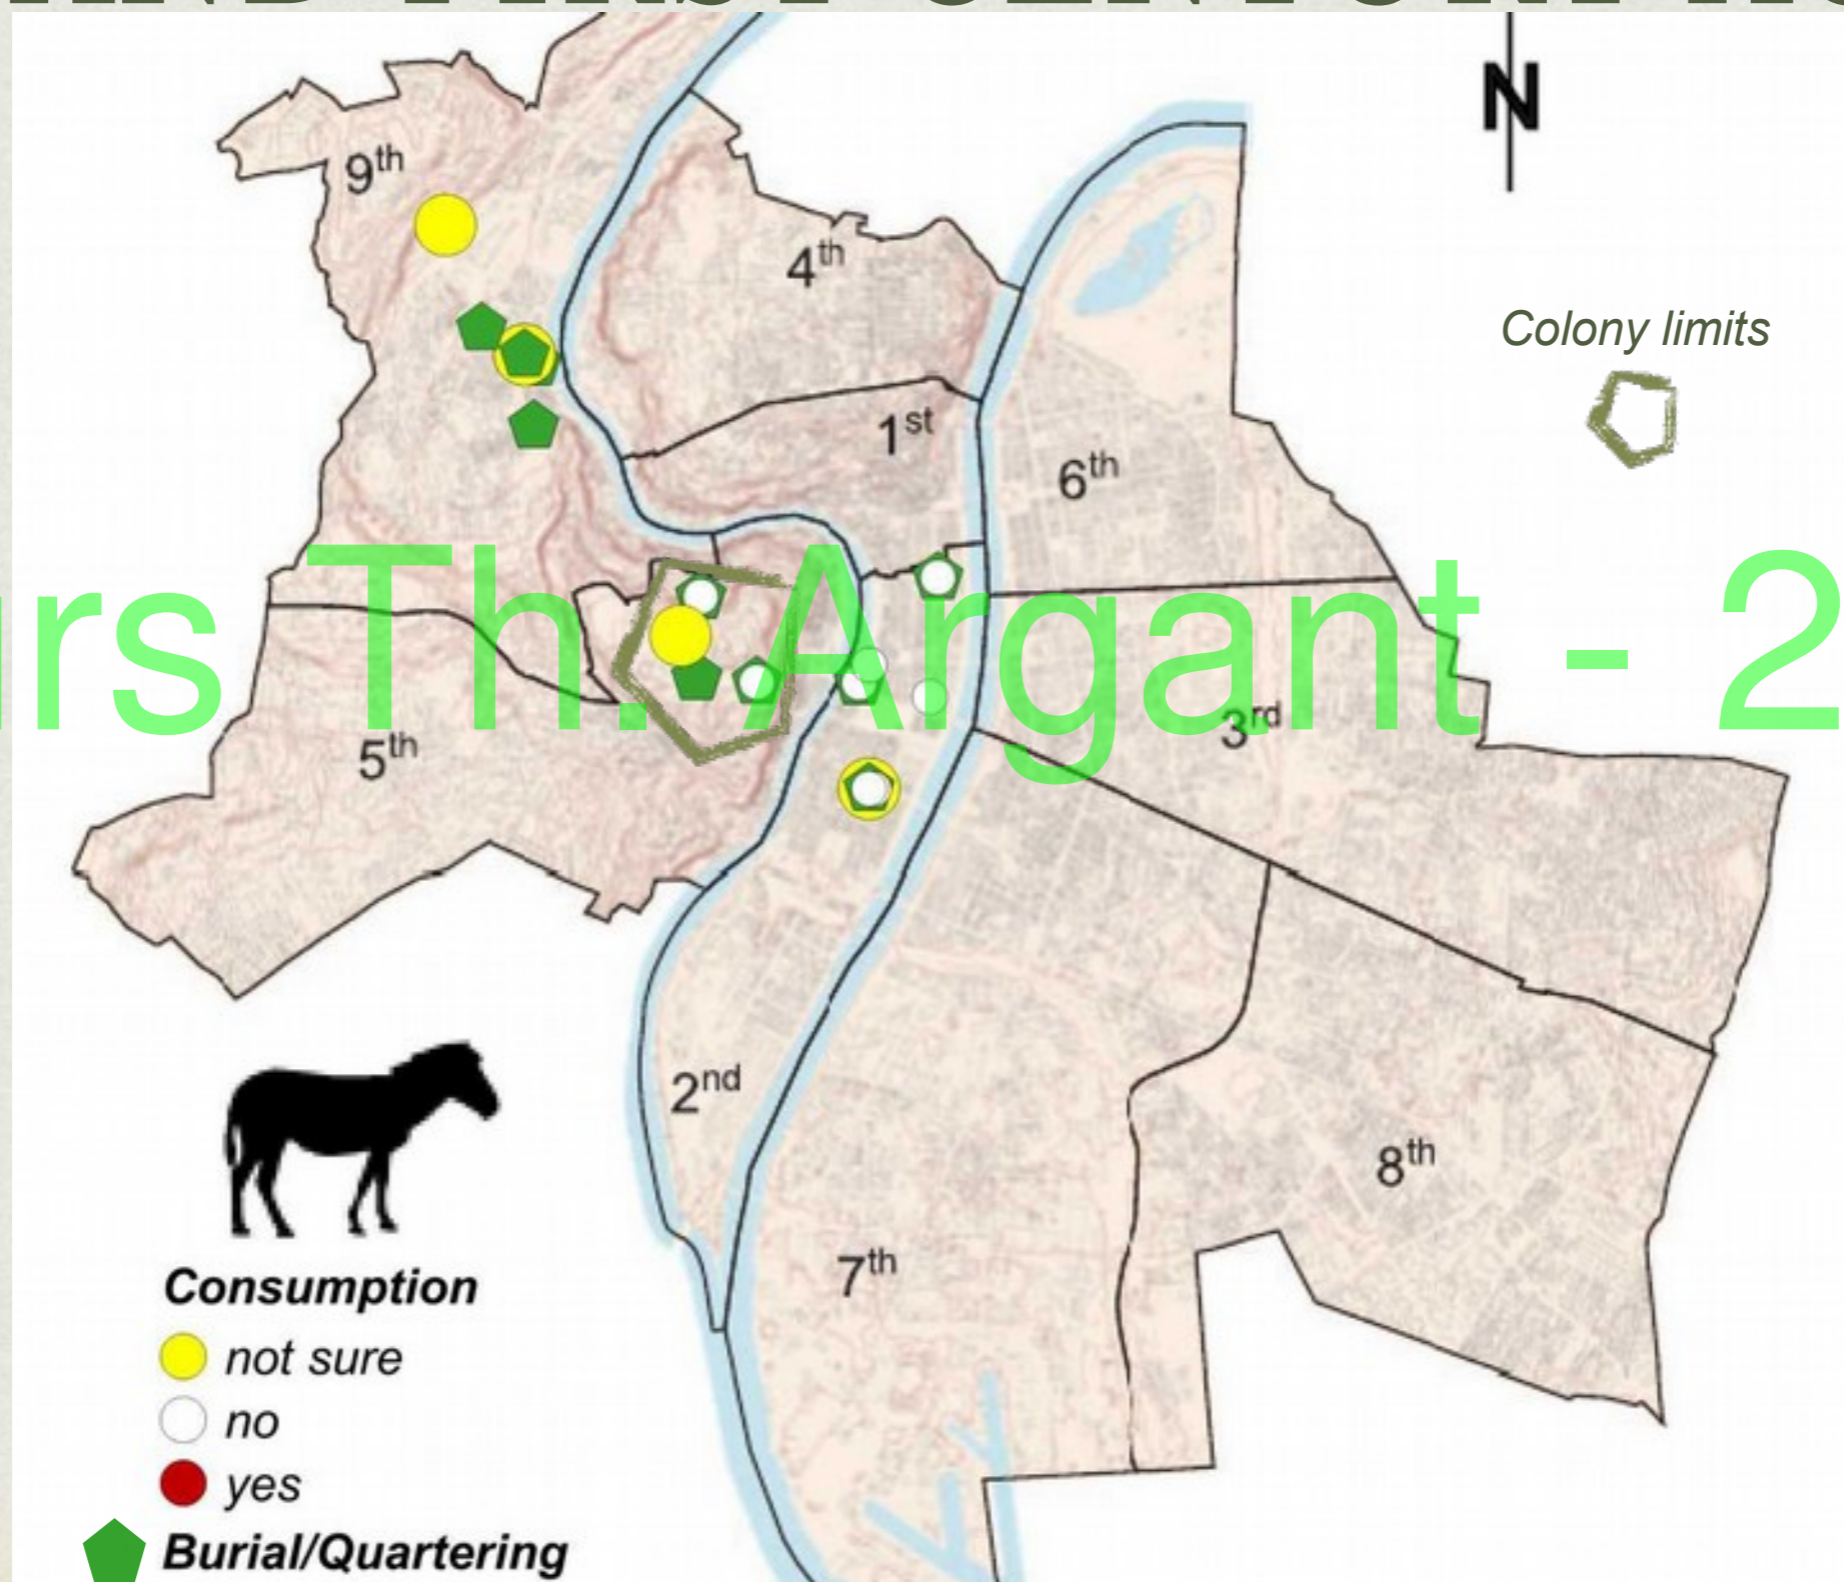 N
9th
4th
Colony limits
1st
6th
rs Th. Argant - 2
3rd
5th
2nd
8th
7th
Consumption
not sure
no
yes
Burial/Quartering